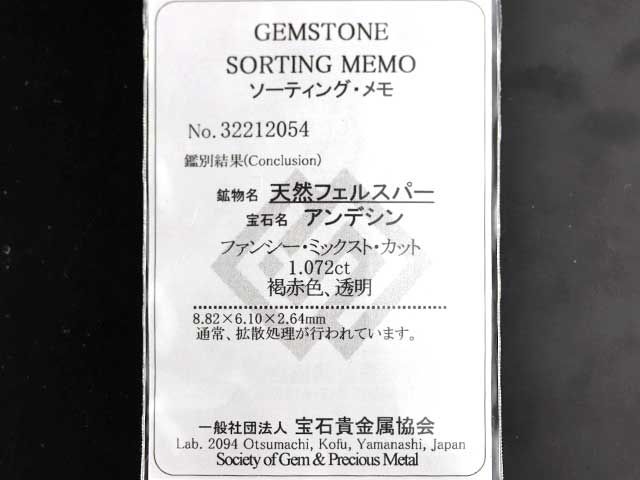 GEMSTONE
SORTING MEMO
ソーティング・メモ
No. 32212054
鑑別結果(Conclusion)
鉱物名 天然フェルスパー
宝石名 アンデシン
ファンシー・ミックスト・カット
1.072ct
褐赤色、透明
8.82×6.10×2.64mm
通常、拡散処理が行われています。
一般社団法人 宝石貴金属協会
Lab. 2094 Otsumachi, Kofu, Yamanashi, Japan
Society of Gem & Precious Metal